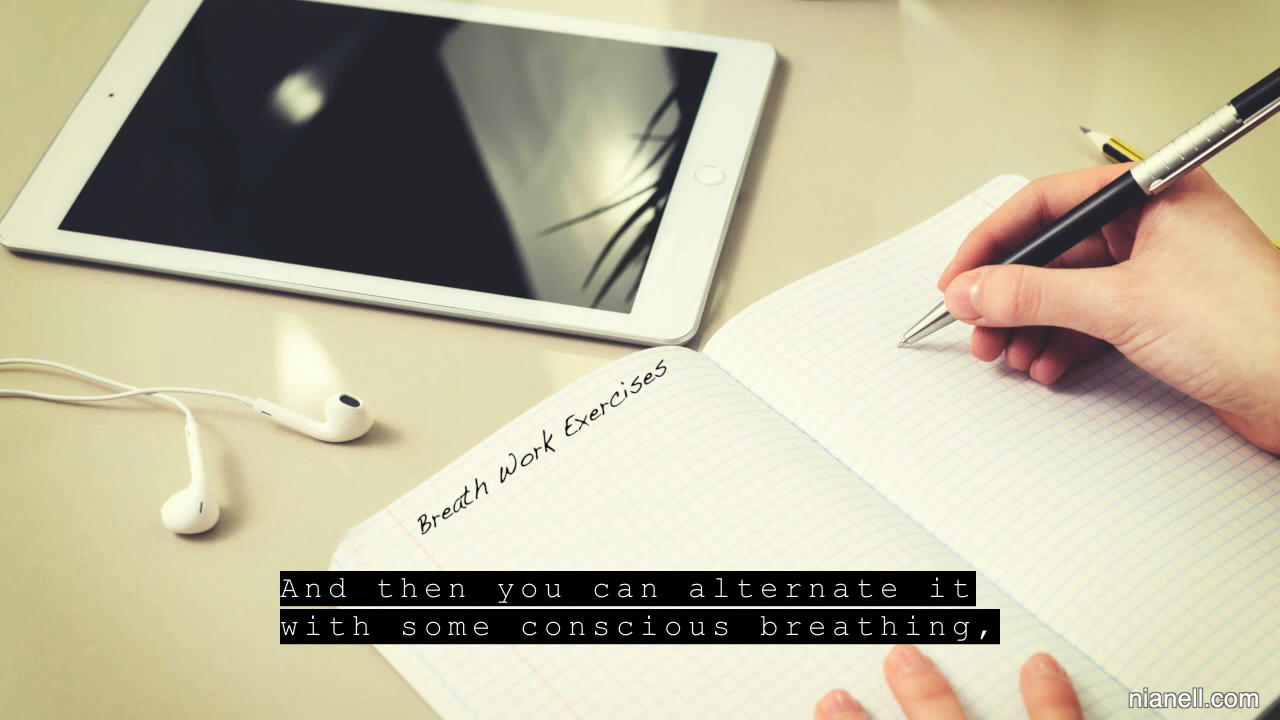 Breath Work Exercises
And then you can alternate it
with some conscious breathing,
nianell.com